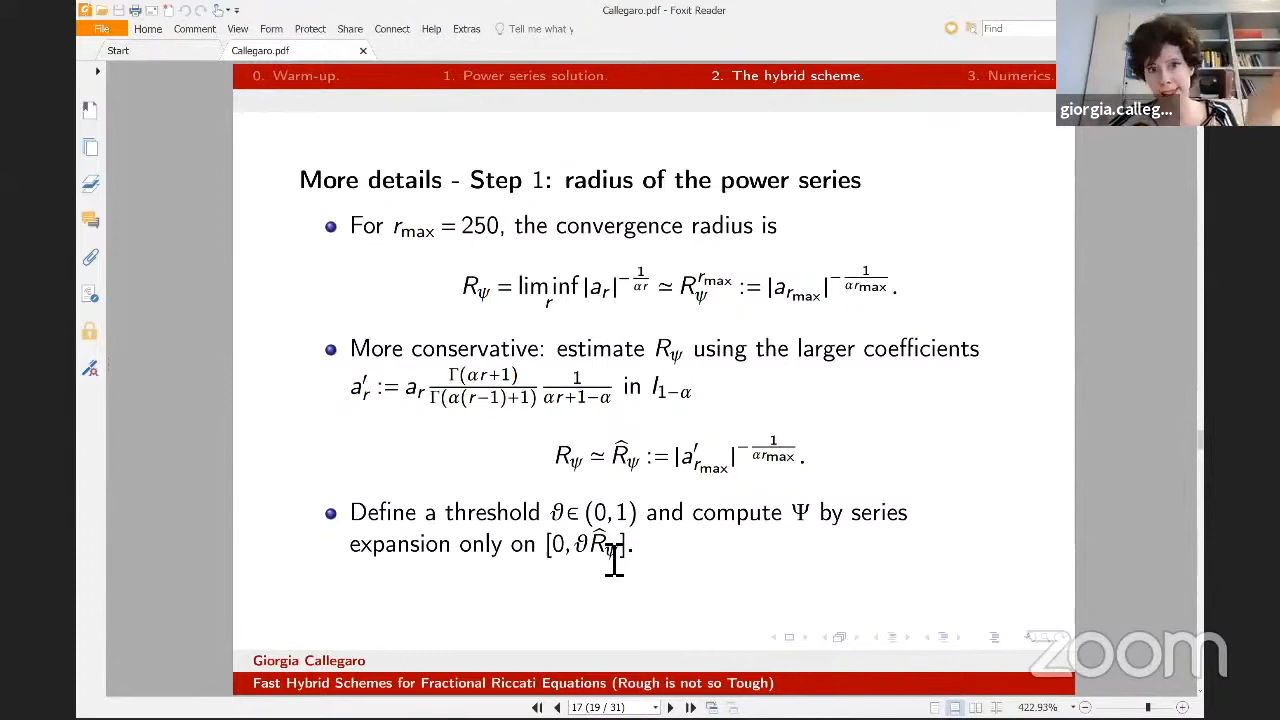 Callegaro.pdf - Foxit Reader
File Home Comment View Form Protect Share Connect Help Extras Tell me what y Find
Start Callegaro.pdf
0. Warm-up. 1. Power series solution. 2. The hybrid scheme. 3. Numerics.
giorgia.calleg...
More details - Step 1: radius of the power series
For r_max = 250, the convergence radius is
R_ψ = lim inf_r |a_r|^{-1/(αr)} ≃ R_ψ^{r_max} := |a_{r_max}|^{-1/(αr_max)}.
More conservative: estimate R_ψ using the larger coefficients
a′_r := a_r Γ(αr+1)/Γ(α(r−1)+1) 1/(αr+1−α) in I_{1−α}
R_ψ ≃ R̂_ψ := |a′_{r_max}|^{-1/(αr_max)}.
Define a threshold ϑ ∈ (0, 1) and compute Ψ by series
expansion only on [0, ϑR̂_ψ].
zoom
Giorgia Callegaro
Fast Hybrid Schemes for Fractional Riccati Equations (Rough is not so Tough)
17 (19 / 31) 422.93%